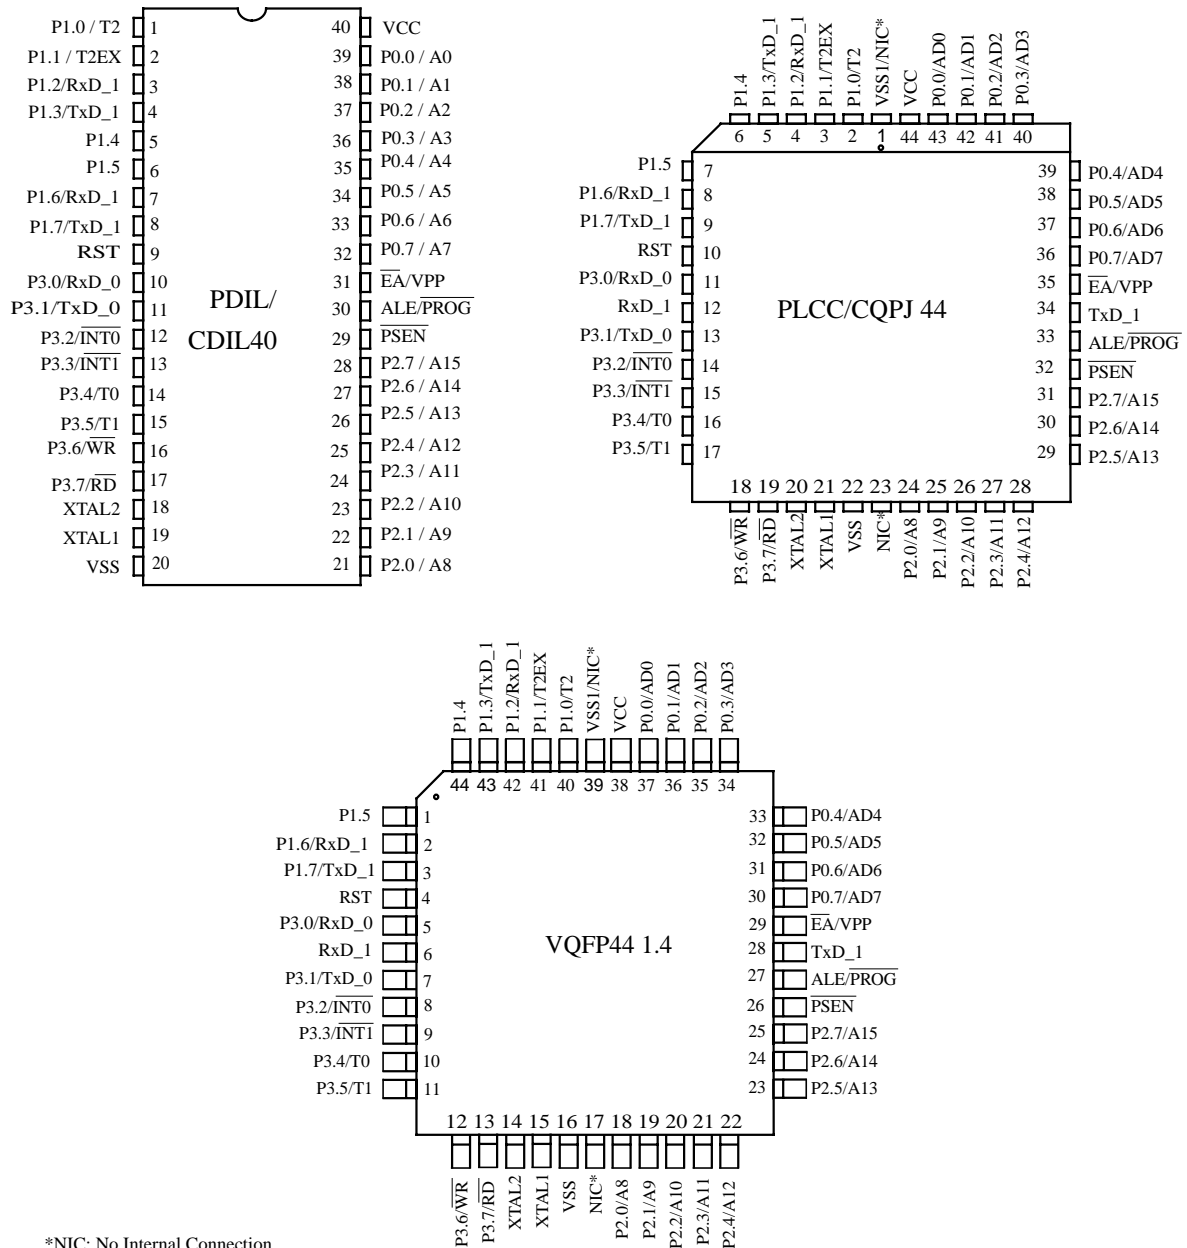 P1.0 / T2 1 40 VCC
P1.1 / T2EX 2 39 P0.0 / A0
P1.2/RxD_1 3 38 P0.1 / A1
P1.3/TxD_1 4 37 P0.2 / A2
P1.4 5 36 P0.3 / A3
P1.5 6 35 P0.4 / A4
P1.6/RxD_1 7 34 P0.5 / A5
P1.7/TxD_1 8 33 P0.6 / A6
RST 9 32 P0.7 / A7
P3.0/RxD_0 10 31 E̅A̅/VPP
P3.1/TxD_0 11 30 ALE/P̅R̅O̅G̅
P3.2/I̅N̅T̅0̅ 12 29 P̅S̅E̅N̅
P3.3/I̅N̅T̅1̅ 13 28 P2.7 / A15
P3.4/T0 14 27 P2.6 / A14
P3.5/T1 15 26 P2.5 / A13
P3.6/W̅R̅ 16 25 P2.4 / A12
P3.7/R̅D̅ 17 24 P2.3 / A11
XTAL2 18 23 P2.2 / A10
XTAL1 19 22 P2.1 / A9
VSS 20 21 P2.0 / A8
PDIL/
CDIL40
P1.4 P1.3/TxD_1 P1.2/RxD_1 P1.1/T2EX P1.0/T2 VSS1/NIC* VCC P0.0/AD0 P0.1/AD1 P0.2/AD2 P0.3/AD3
6 5 4 3 2 1 44 43 42 41 40
P1.5 7 39 P0.4/AD4
P1.6/RxD_1 8 38 P0.5/AD5
P1.7/TxD_1 9 37 P0.6/AD6
RST 10 36 P0.7/AD7
P3.0/RxD_0 11 35 E̅A̅/VPP
RxD_1 12 34 TxD_1
P3.1/TxD_0 13 33 ALE/P̅R̅O̅G̅
P3.2/I̅N̅T̅0̅ 14 32 P̅S̅E̅N̅
P3.3/I̅N̅T̅1̅ 15 31 P2.7/A15
P3.4/T0 16 30 P2.6/A14
P3.5/T1 17 29 P2.5/A13
PLCC/CQPJ 44
18 19 20 21 22 23 24 25 26 27 28
P3.6/W̅R̅ P3.7/R̅D̅ XTAL2 XTAL1 VSS NIC* P2.0/A8 P2.1/A9 P2.2/A10 P2.3/A11 P2.4/A12
P1.4 P1.3/TxD_1 P1.2/RxD_1 P1.1/T2EX P1.0/T2 VSS1/NIC* VCC P0.0/AD0 P0.1/AD1 P0.2/AD2 P0.3/AD3
44 43 42 41 40 39 38 37 36 35 34
P1.5 1 33 P0.4/AD4
P1.6/RxD_1 2 32 P0.5/AD5
P1.7/TxD_1 3 31 P0.6/AD6
RST 4 30 P0.7/AD7
P3.0/RxD_0 5 29 E̅A̅/VPP
RxD_1 6 28 TxD_1
P3.1/TxD_0 7 27 ALE/P̅R̅O̅G̅
P3.2/I̅N̅T̅0̅ 8 26 P̅S̅E̅N̅
P3.3/I̅N̅T̅1̅ 9 25 P2.7/A15
P3.4/T0 10 24 P2.6/A14
P3.5/T1 11 23 P2.5/A13
VQFP44 1.4
12 13 14 15 16 17 18 19 20 21 22
P3.6/W̅R̅ P3.7/R̅D̅ XTAL2 XTAL1 VSS NIC* P2.0/A8 P2.1/A9 P2.2/A10 P2.3/A11 P2.4/A12
*NIC: No Internal Connection